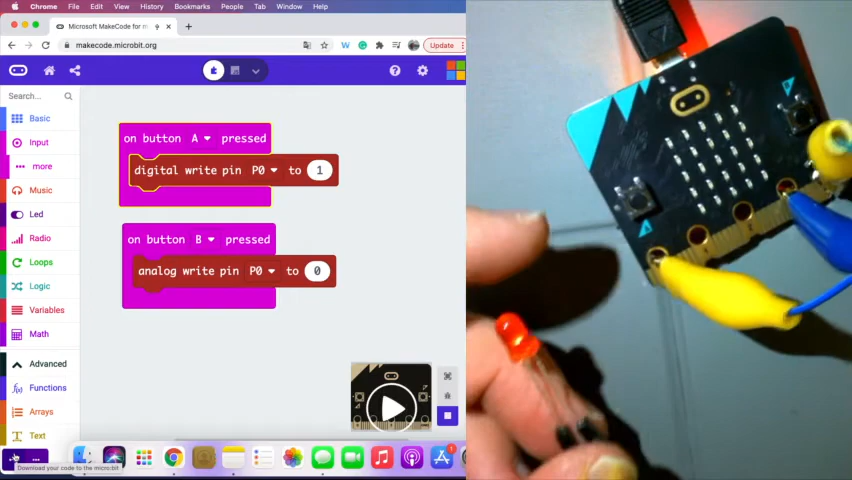 Chrome File Edit View History Bookmarks People Tab Window Help
Microsoft MakeCode for micro:bit
makecode.microbit.org
Update
Search...
Basic
Input
more
Music
Led
Radio
Loops
Logic
Variables
Math
Advanced
Functions
Arrays
Text
on button A pressed
digital write pin P0 to 1
on button B pressed
analog write pin P0 to 0
Download your code to the micro:bit
1
A
B